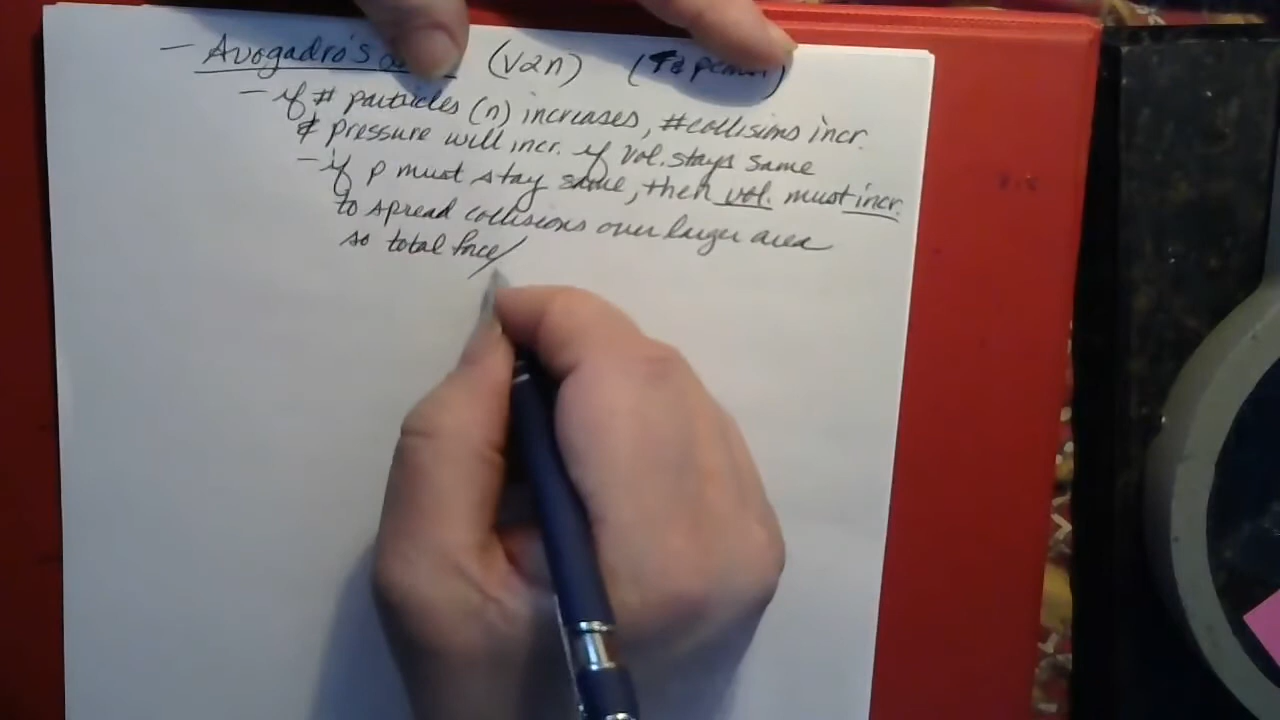 — Avogadro's (V∝n) (T & p const)
— if # particles (n) increases, # collisions incr.
& pressure will incr. if vol. stays same
— if p must stay same, then vol. must incr.
to spread collisions over larger area
so total force/